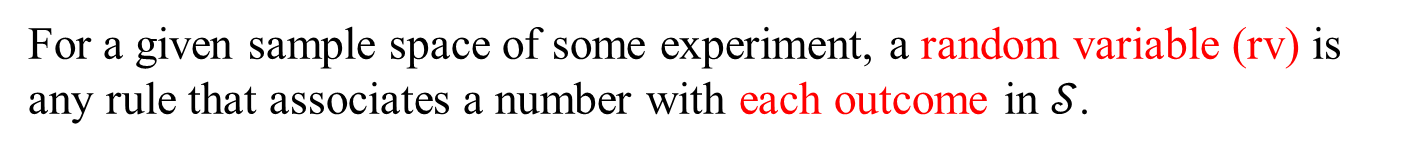 For a given sample space of some experiment, a random variable (rv) is
any rule that associates a number with each outcome in 𝒮.